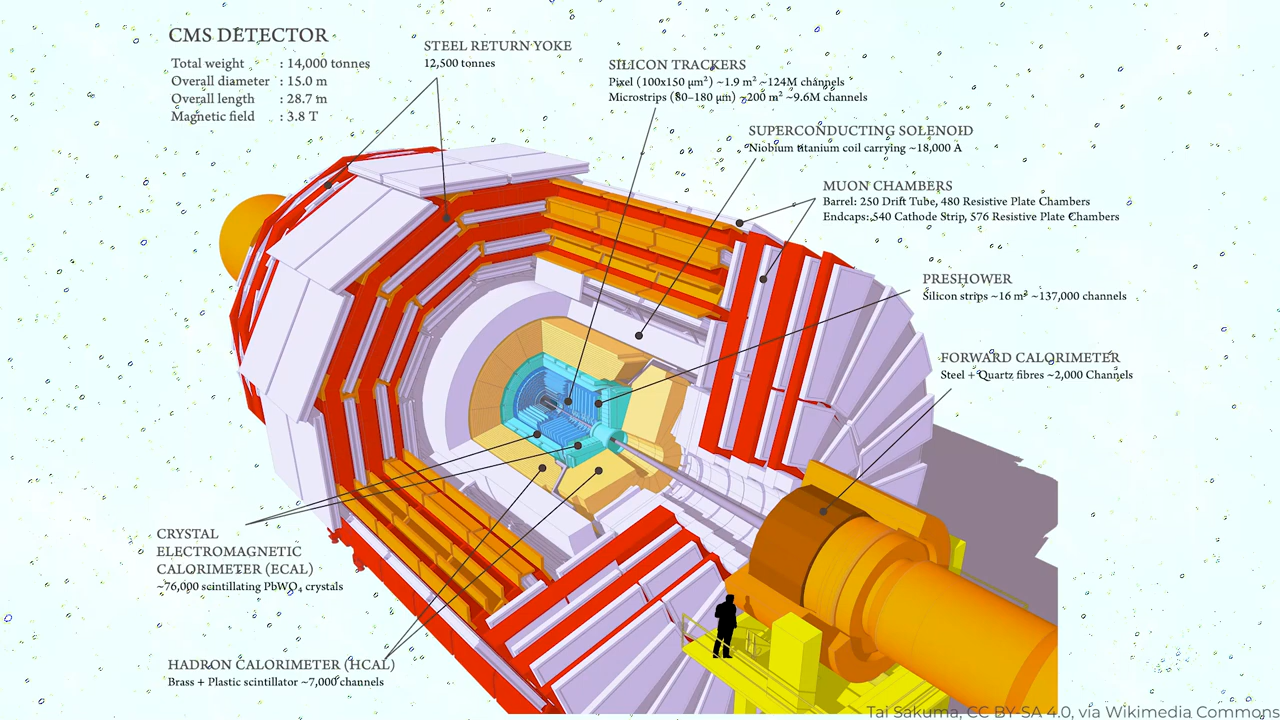 CMS DETECTOR
Total weight : 14,000 tonnes
Overall diameter : 15.0 m
Overall length : 28.7 m
Magnetic field : 3.8 T
STEEL RETURN YOKE
12,500 tonnes
SILICON TRACKERS
Pixel (100x150 μm²) ~1.9 m² ~124M channels
Microstrips (80–180 μm) ~200 m² ~9.6M channels
SUPERCONDUCTING SOLENOID
Niobium titanium coil carrying ~18,000 A
MUON CHAMBERS
Barrel: 250 Drift Tube, 480 Resistive Plate Chambers
Endcaps: 540 Cathode Strip, 576 Resistive Plate Chambers
PRESHOWER
Silicon strips ~16 m² ~137,000 channels
FORWARD CALORIMETER
Steel + Quartz fibres ~2,000 Channels
CRYSTAL
ELECTROMAGNETIC
CALORIMETER (ECAL)
~76,000 scintillating PbWO₄ crystals
HADRON CALORIMETER (HCAL)
Brass + Plastic scintillator ~7,000 channels
Tai Sakuma, CC BY-SA 4.0, via Wikimedia Commons